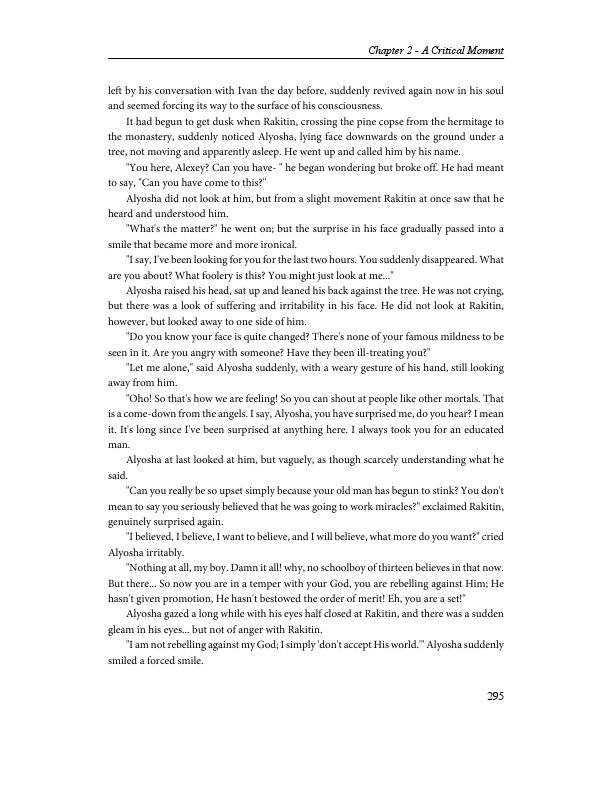 Chapter 2 - A Critical Moment
left by his conversation with Ivan the day before, suddenly revived again now in his soul
and seemed forcing its way to the surface of his consciousness.
It had begun to get dusk when Rakitin, crossing the pine copse from the hermitage to
the monastery, suddenly noticed Alyosha, lying face downwards on the ground under a
tree, not moving and apparently asleep. He went up and called him by his name.
"You here, Alexey? Can you have- " he began wondering but broke off. He had meant
to say, "Can you have come to this?"
Alyosha did not look at him, but from a slight movement Rakitin at once saw that he
heard and understood him.
"What's the matter?" he went on; but the surprise in his face gradually passed into a
smile that became more and more ironical.
"I say, I've been looking for you for the last two hours. You suddenly disappeared. What
are you about? What foolery is this? You might just look at me..."
Alyosha raised his head, sat up and leaned his back against the tree. He was not crying,
but there was a look of suffering and irritability in his face. He did not look at Rakitin,
however, but looked away to one side of him.
"Do you know your face is quite changed? There's none of your famous mildness to be
seen in it. Are you angry with someone? Have they been ill-treating you?"
"Let me alone," said Alyosha suddenly, with a weary gesture of his hand, still looking
away from him.
"Oho! So that's how we are feeling! So you can shout at people like other mortals. That
is a come-down from the angels. I say, Alyosha, you have surprised me, do you hear? I mean
it. It's long since I've been surprised at anything here. I always took you for an educated
man.
Alyosha at last looked at him, but vaguely, as though scarcely understanding what he
said.
"Can you really be so upset simply because your old man has begun to stink? You don't
mean to say you seriously believed that he was going to work miracles?" exclaimed Rakitin,
genuinely surprised again.
"I believed, I believe, I want to believe, and I will believe, what more do you want?" cried
Alyosha irritably.
"Nothing at all, my boy. Damn it all! why, no schoolboy of thirteen believes in that now.
But there... So now you are in a temper with your God, you are rebelling against Him; He
hasn't given promotion, He hasn't bestowed the order of merit! Eh, you are a set!"
Alyosha gazed a long while with his eyes half closed at Rakitin, and there was a sudden
gleam in his eyes... but not of anger with Rakitin.
"I am not rebelling against my God; I simply 'don't accept His world.'" Alyosha suddenly
smiled a forced smile.
295